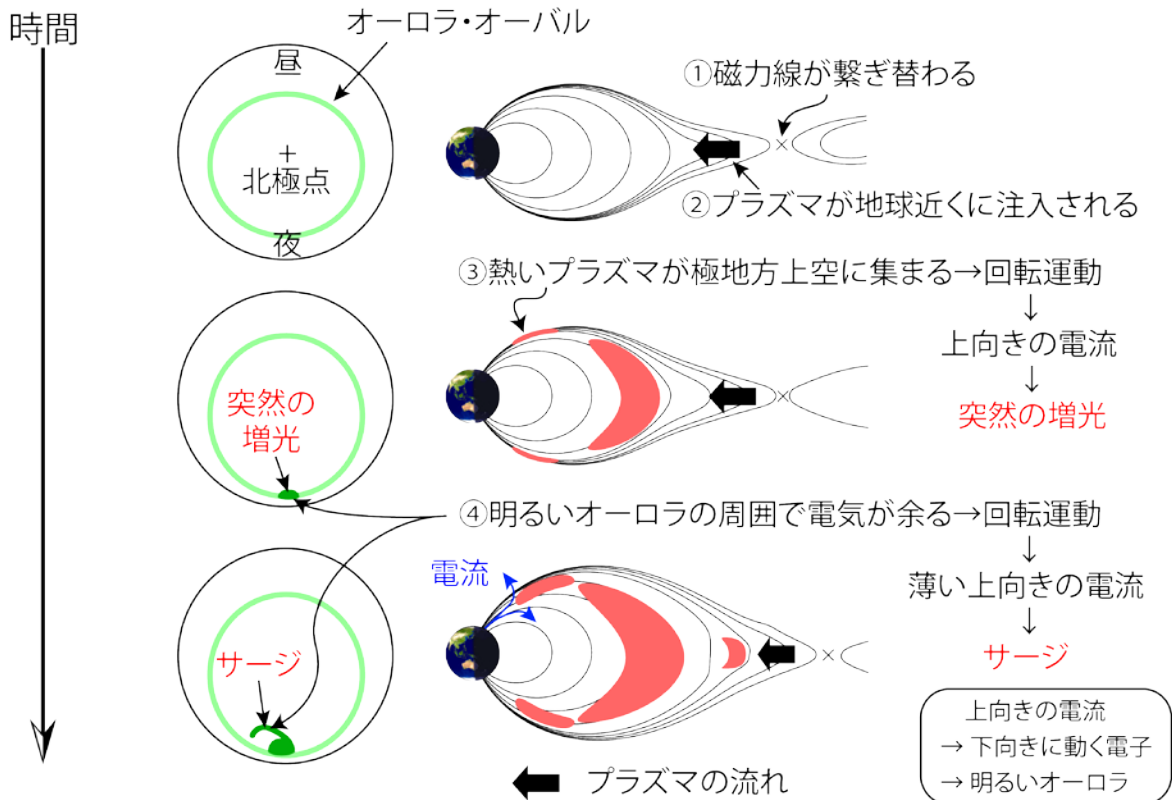 時間
オーロラ・オーバル
昼
+
北極点
夜
①磁力線が繋ぎ替わる
×
②プラズマが地球近くに注入される
③熱いプラズマが極地方上空に集まる→回転運動
↓
上向きの電流
↓
突然の増光
突然の
増光
×
④明るいオーロラの周囲で電気が余る→回転運動
↓
薄い上向きの電流
↓
サージ
電流
サージ
×
上向きの電流
→ 下向きに動く電子
→ 明るいオーロラ
プラズマの流れ